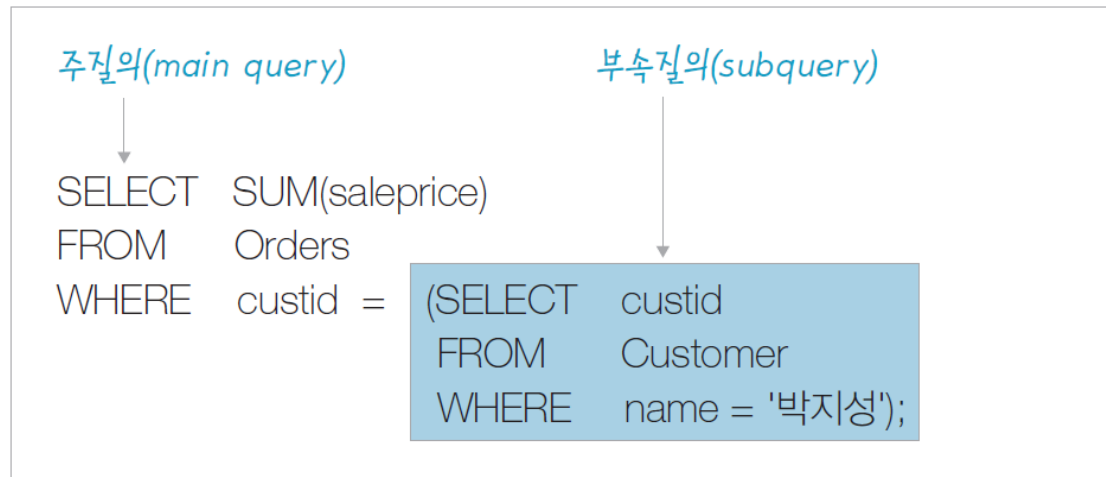 주질의(main query) 부속질의(subquery)
SELECT SUM(saleprice)
FROM Orders
WHERE custid = (SELECT custid
FROM Customer
WHERE name = '박지성');